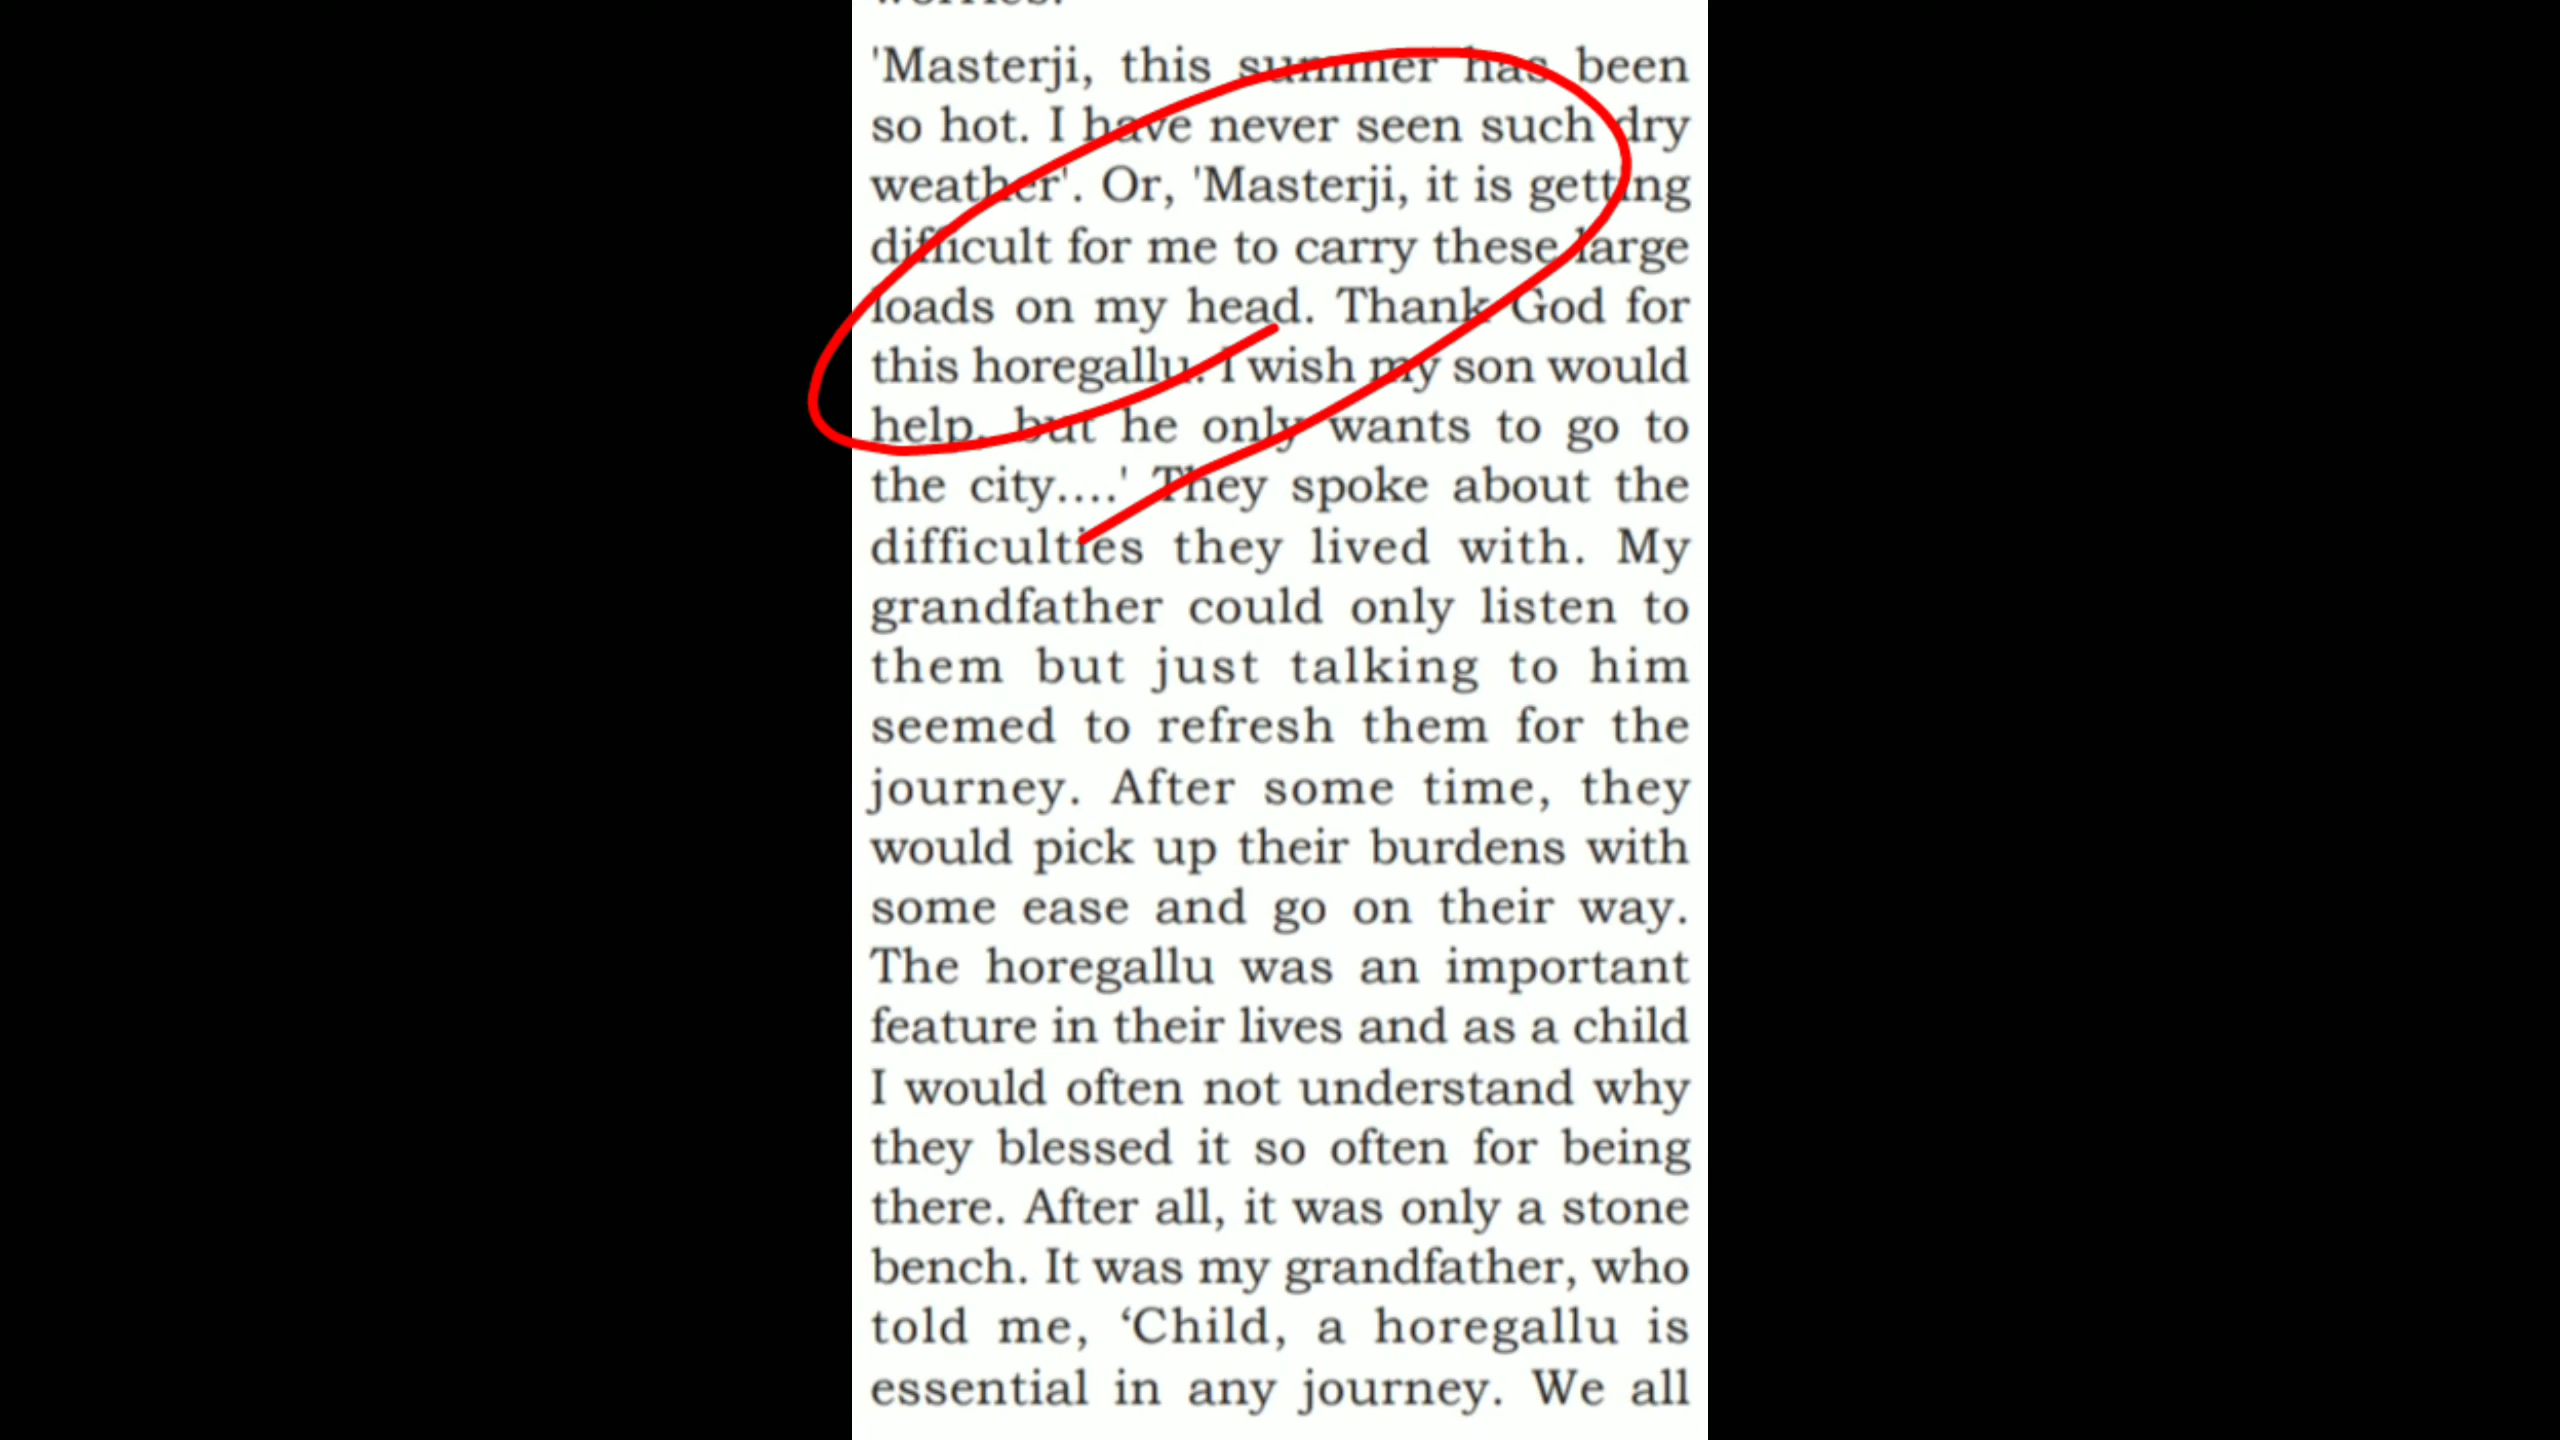 worries.
'Masterji, this summer has been
so hot. I have never seen such dry
weather'. Or, 'Masterji, it is getting
difficult for me to carry these large
loads on my head. Thank God for
this horegallu. I wish my son would
help, but he only wants to go to
the city....' They spoke about the
difficulties they lived with. My
grandfather could only listen to
them but just talking to him
seemed to refresh them for the
journey. After some time, they
would pick up their burdens with
some ease and go on their way.
The horegallu was an important
feature in their lives and as a child
I would often not understand why
they blessed it so often for being
there. After all, it was only a stone
bench. It was my grandfather, who
told me, ‘Child, a horegallu is
essential in any journey. We all